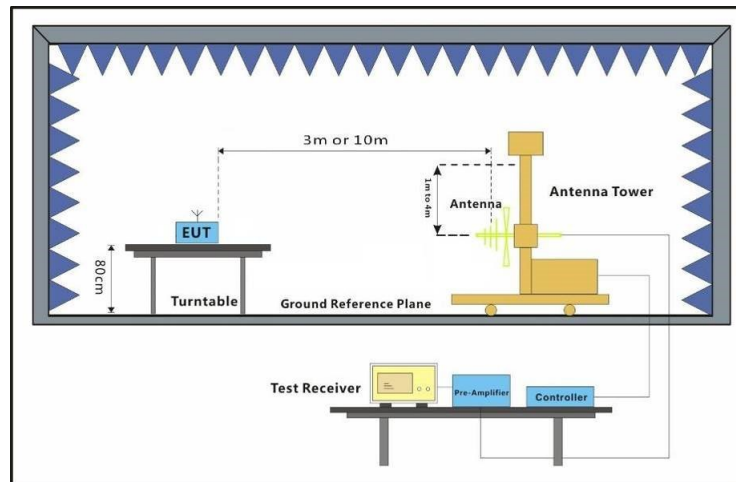 3m or 10m
1m to 4m
Antenna
Antenna Tower
EUT
80cm
Turntable
Ground Reference Plane
Test Receiver
Pre-Amplifier
Controller